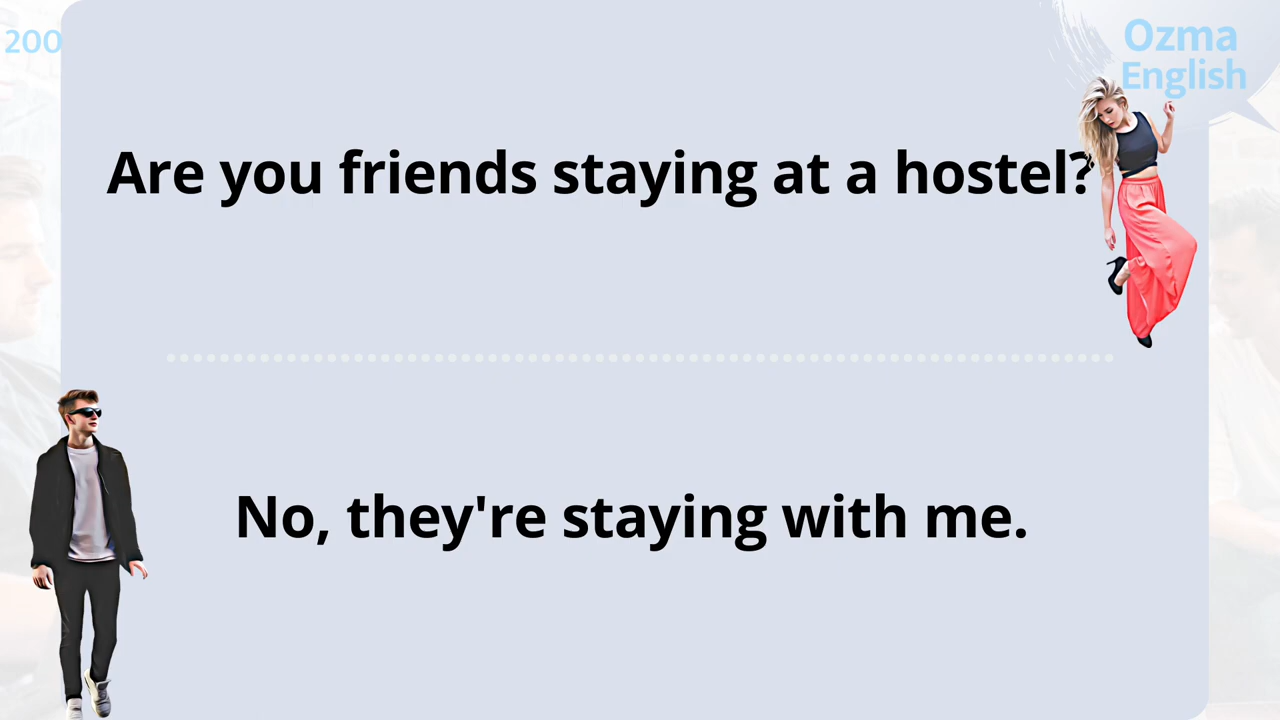 200
Ozma
English
Are you friends staying at a hostel?
No, they're staying with me.